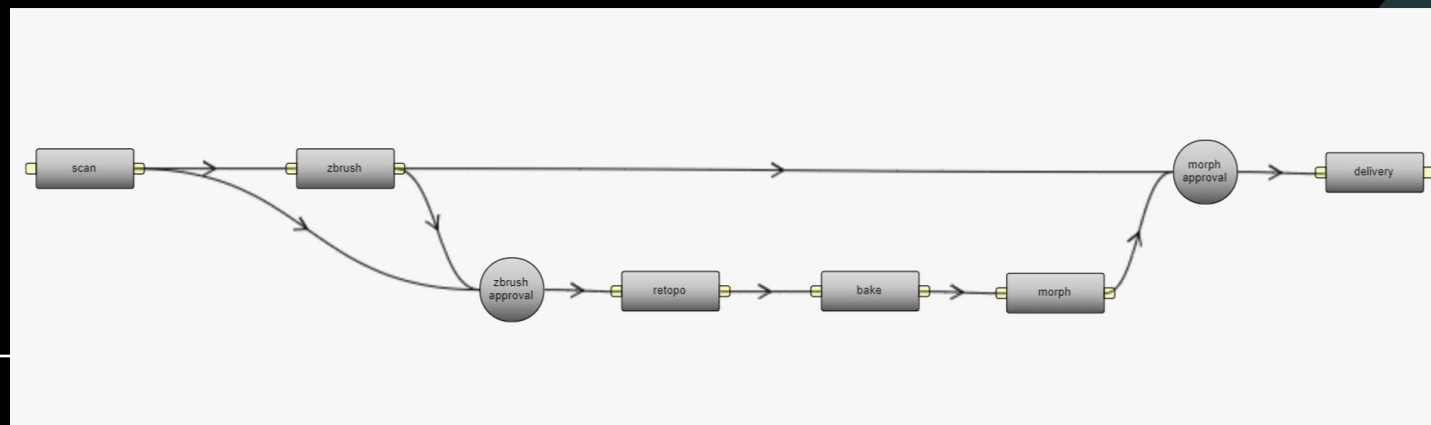 scan
zbrush
morph
approval
delivery
zbrush
approval
retopo
bake
morph